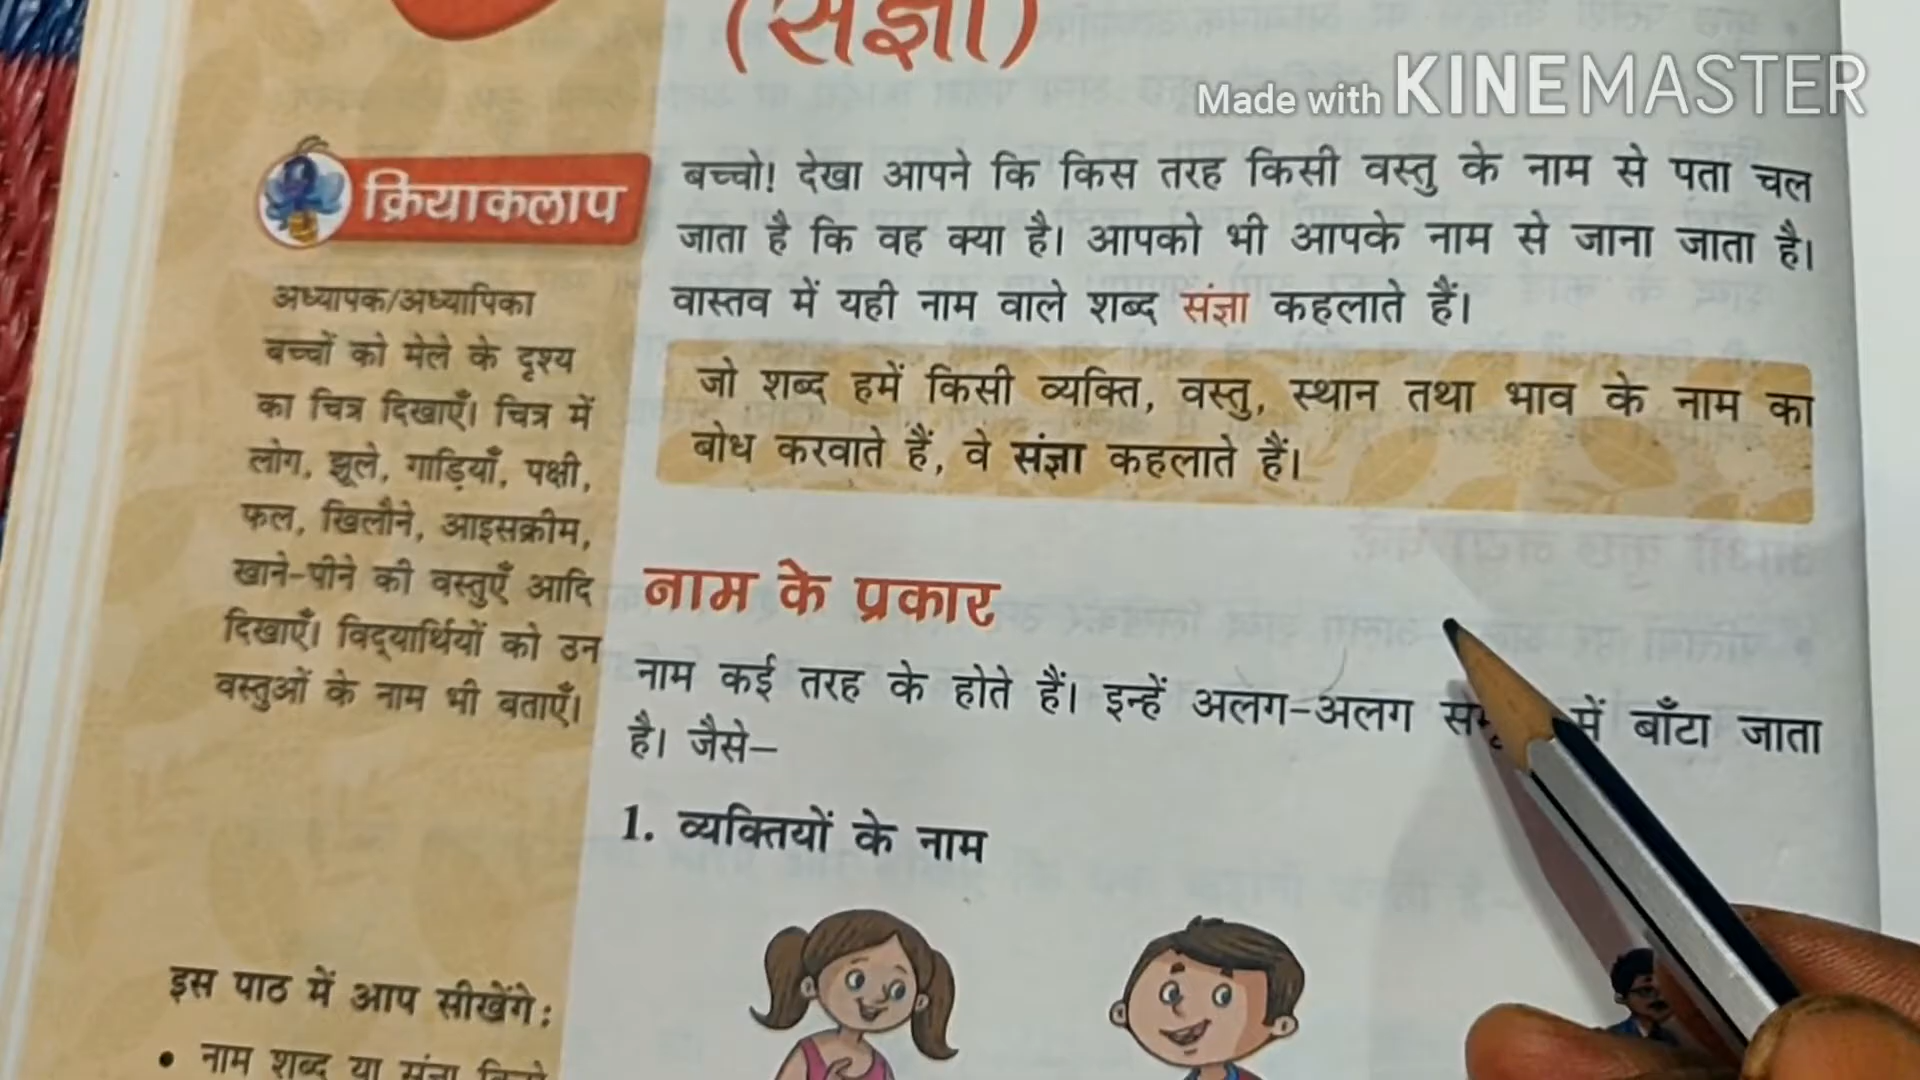 (संज्ञा)
Made with KINEMASTER
क्रियाकलाप
अध्यापक/अध्यापिका
बच्चों को मेले के दृश्य
का चित्र दिखाएँ। चित्र में
लोग, झूले, गाड़ियाँ, पक्षी,
फल, खिलौने, आइसक्रीम,
खाने-पीने की वस्तुएँ आदि
दिखाएँ। विद्‌यार्थियों को उन
वस्तुओं के नाम भी बताएँ।
इस पाठ में आप सीखेंगे :
• नाम शब्द या संज्ञा किसे
बच्चो! देखा आपने कि किस तरह किसी वस्तु के नाम से पता चल
जाता है कि वह क्या है। आपको भी आपके नाम से जाना जाता है।
वास्तव में यही नाम वाले शब्द संज्ञा कहलाते हैं।
जो शब्द हमें किसी व्यक्ति, वस्तु, स्थान तथा भाव के नाम का
बोध करवाते हैं, वे संज्ञा कहलाते हैं।
नाम के प्रकार
नाम कई तरह के होते हैं। इन्हें अलग-अलग में बाँटा जाता
है। जैसे–
1. व्यक्तियों के नाम